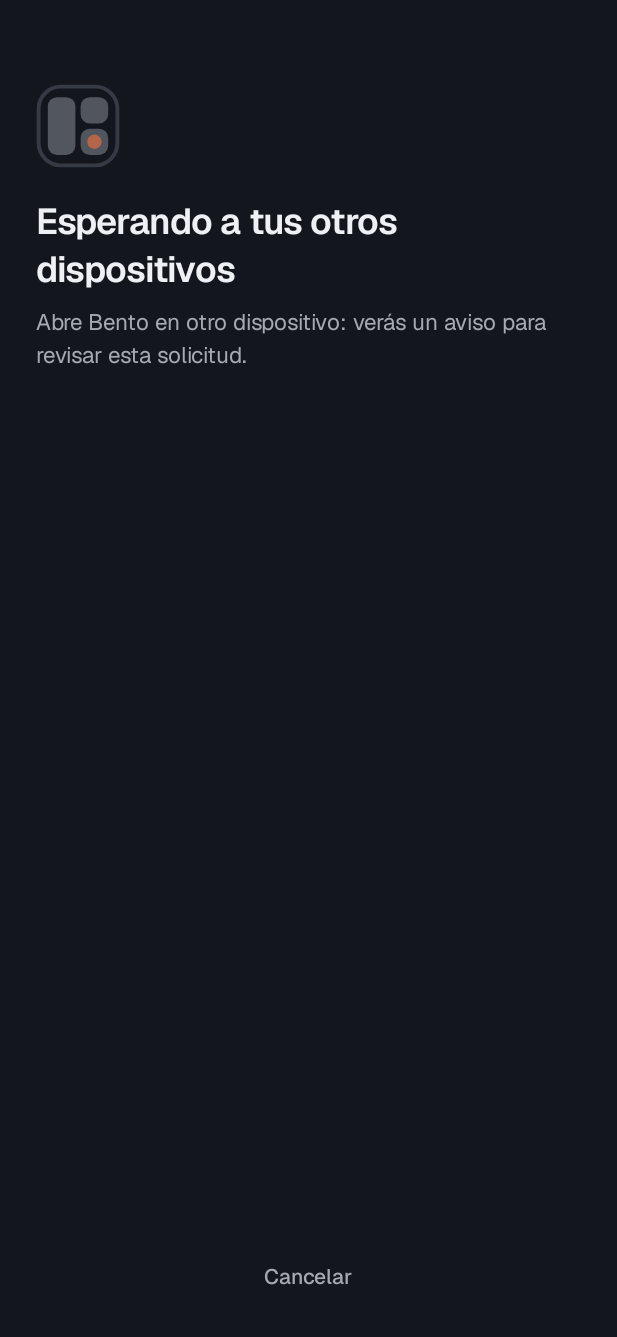 Esperando a tus otros
dispositivos
Abre Bento en otro dispositivo: verás un aviso para
revisar esta solicitud.
Cancelar